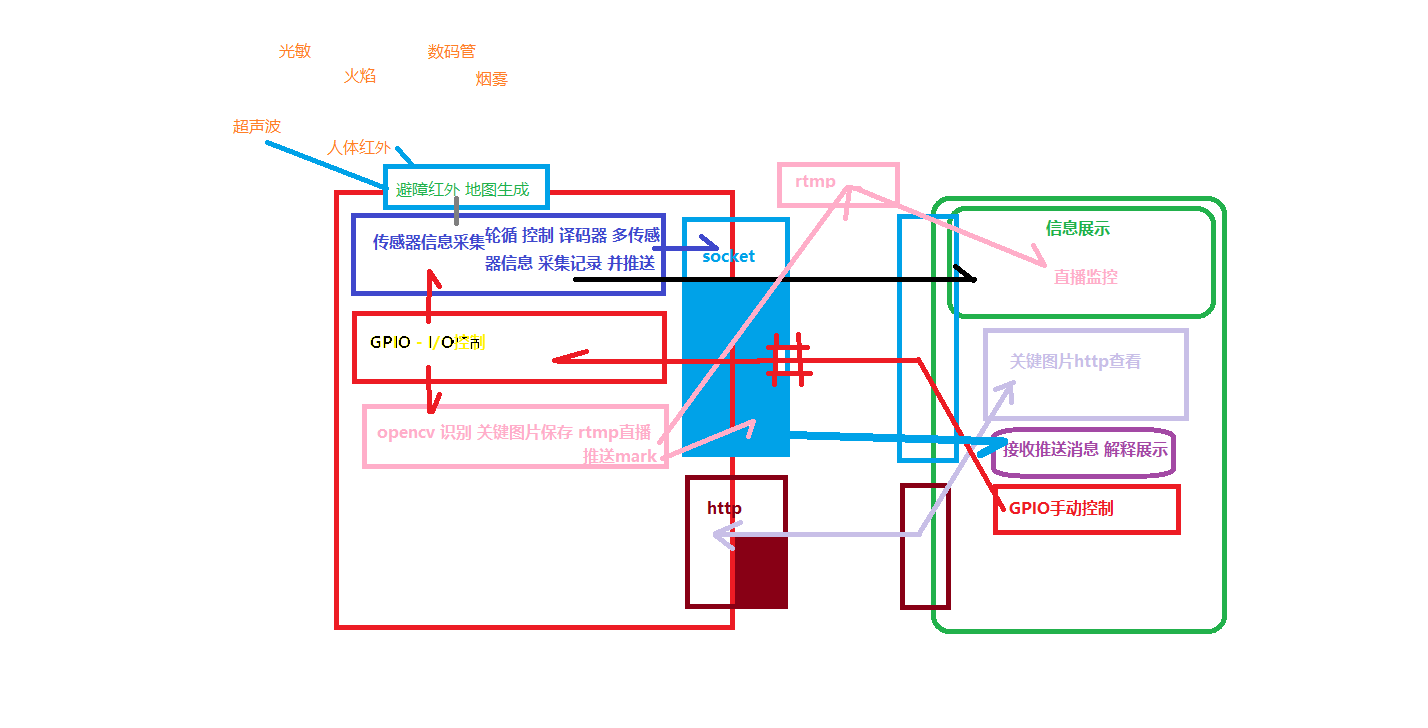 光敏
数码管
火焰
烟雾
超声波
人体红外
避障红外 地图生成
rtmp
传感器信息采集
轮循 控制 译码器 多传感
器信息 采集记录 并推送
socket
信息展示
直播监控
GPIO - I/O控制
关键图片http查看
opencv 识别 关键图片保存 rtmp直播
推送mark
接收推送消息 解释展示
http
GPIO手动控制